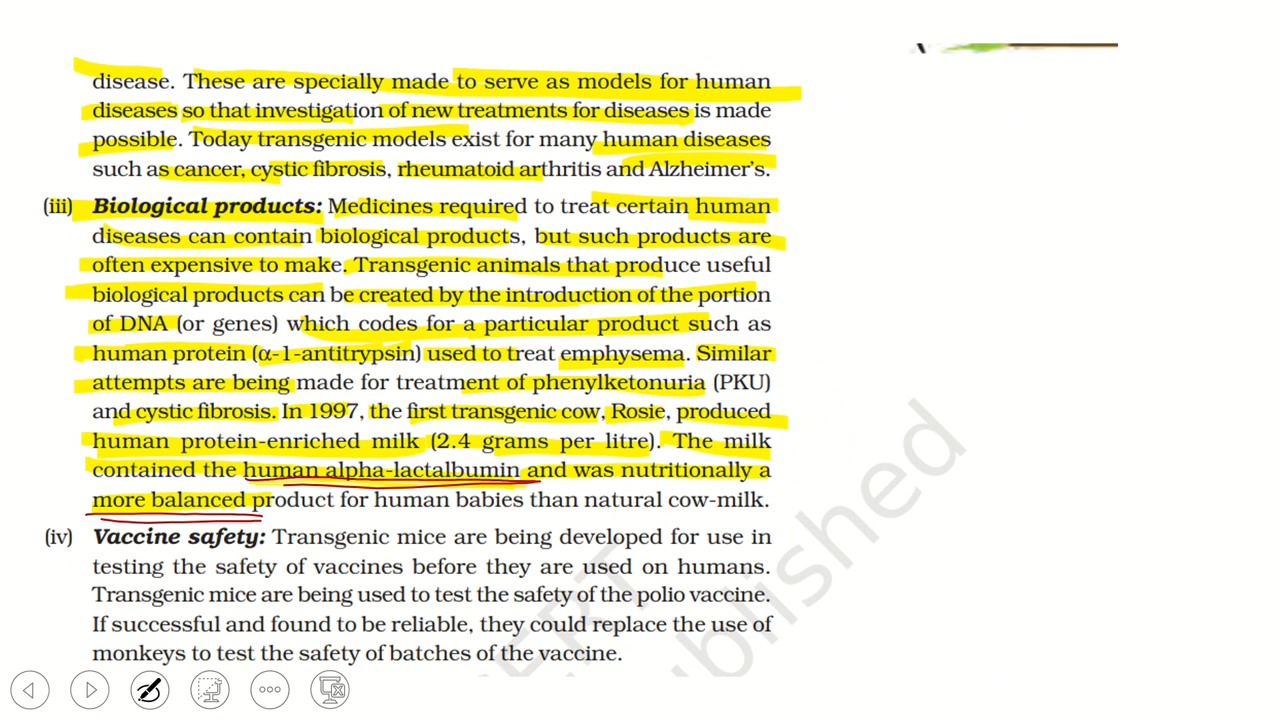 disease. These are specially made to serve as models for human
diseases so that investigation of new treatments for diseases is made
possible. Today transgenic models exist for many human diseases
such as cancer, cystic fibrosis, rheumatoid arthritis and Alzheimer's.
(iii) Biological products: Medicines required to treat certain human
diseases can contain biological products, but such products are
often expensive to make. Transgenic animals that produce useful
biological products can be created by the introduction of the portion
of DNA (or genes) which codes for a particular product such as
human protein (α-1-antitrypsin) used to treat emphysema. Similar
attempts are being made for treatment of phenylketonuria (PKU)
and cystic fibrosis. In 1997, the first transgenic cow, Rosie, produced
human protein-enriched milk (2.4 grams per litre). The milk
contained the human alpha-lactalbumin and was nutritionally a
more balanced product for human babies than natural cow-milk.
(iv) Vaccine safety: Transgenic mice are being developed for use in
testing the safety of vaccines before they are used on humans.
Transgenic mice are being used to test the safety of the polio vaccine.
If successful and found to be reliable, they could replace the use of
monkeys to test the safety of batches of the vaccine.